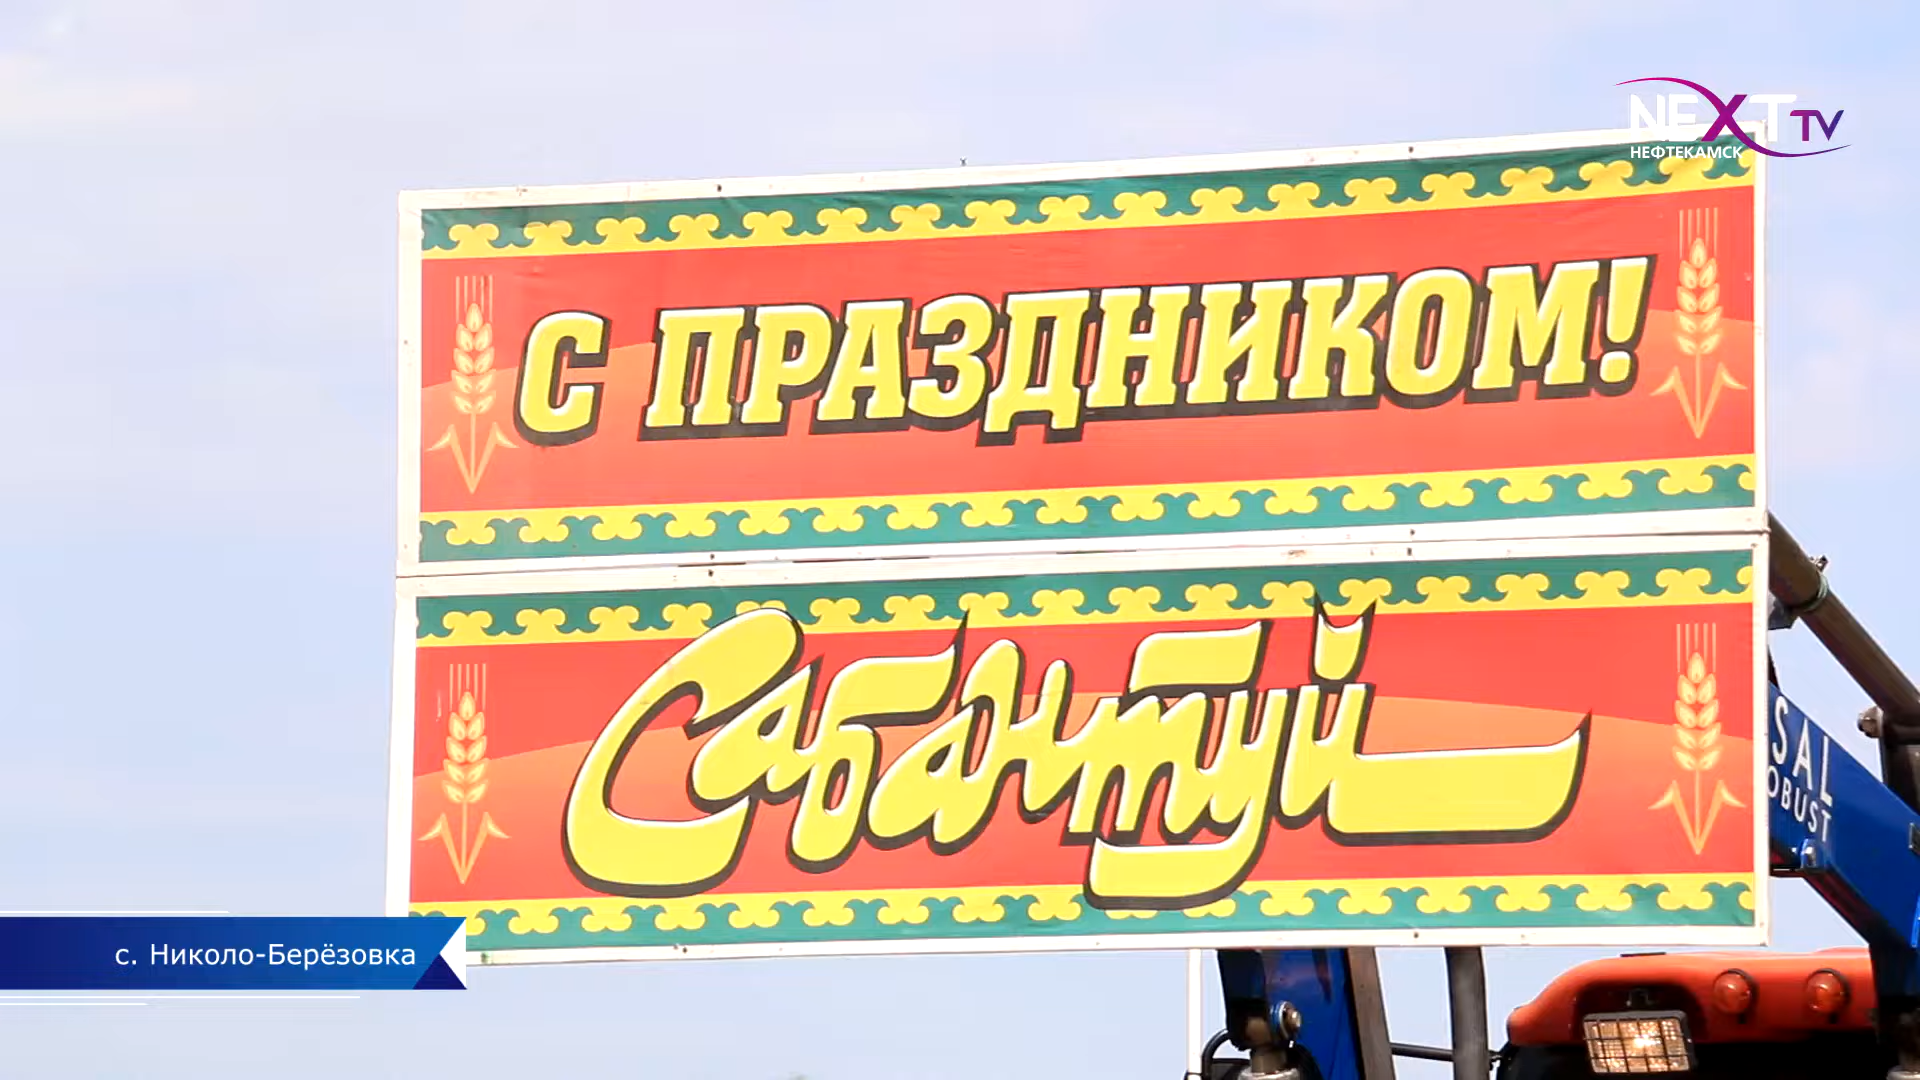 NEXT TV
НЕФТЕКАМСК
С ПРАЗДНИКОМ!
Сабантуй
SAL
OBUST
с. Николо-Берёзовка